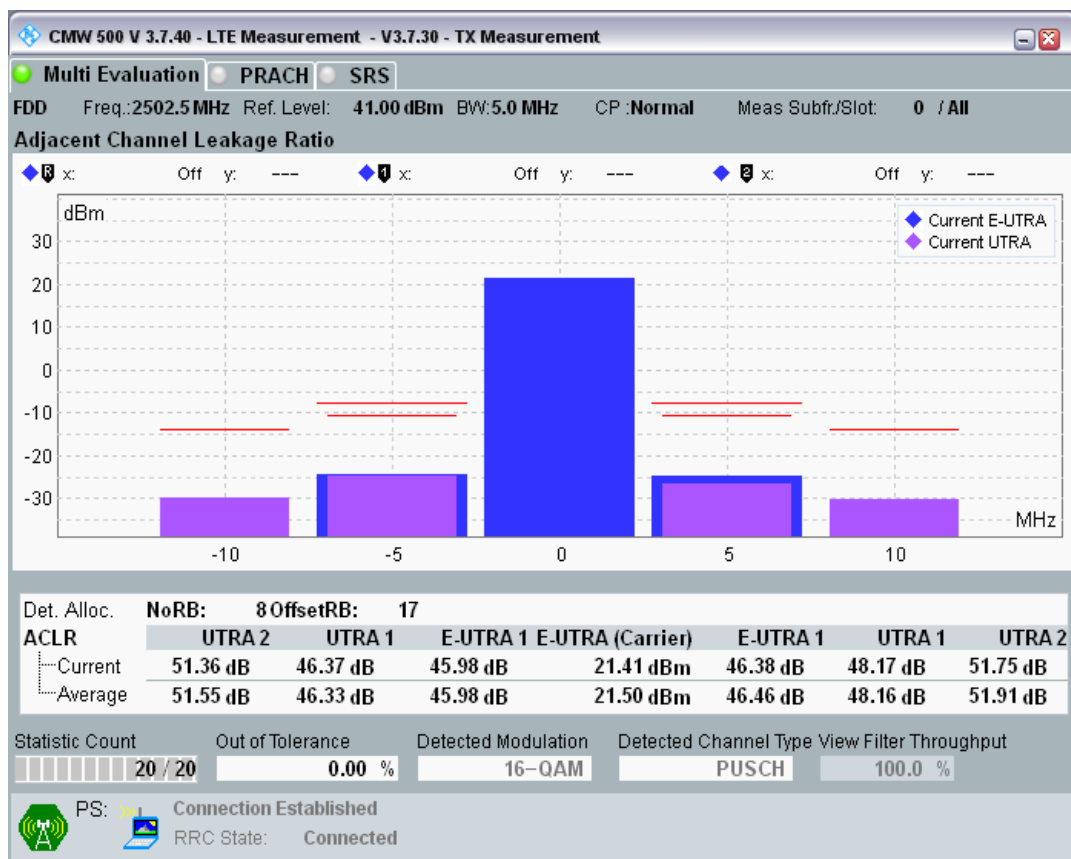 CMW 500 V 3.7.40 - LTE Measurement - V3.7.30 - TX Measurement
Multi Evaluation PRACH SRS
FDD Freq.:2502.5 MHz Ref. Level: 41.00 dBm BW:5.0 MHz CP :Normal Meas Subfr./Slot: 0 / All
Adjacent Channel Leakage Ratio
R x: Off y: --- 1 x: Off y: --- 2 x: Off y: ---
dBm
Current E-UTRA
Current UTRA
30
20
10
0
-10
-20
-30
MHz
-10 -5 0 5 10
Det. Alloc. NoRB: 8 OffsetRB: 17
ACLR UTRA 2 UTRA 1 E-UTRA 1 E-UTRA (Carrier) E-UTRA 1 UTRA 1 UTRA 2
Current 51.36 dB 46.37 dB 45.98 dB 21.41 dBm 46.38 dB 48.17 dB 51.75 dB
Average 51.55 dB 46.33 dB 45.98 dB 21.50 dBm 46.46 dB 48.16 dB 51.91 dB
Statistic Count Out of Tolerance Detected Modulation Detected Channel Type View Filter Throughput
20 / 20 0.00 % 16-QAM PUSCH 100.0 %
PS: Connection Established
RRC State: Connected